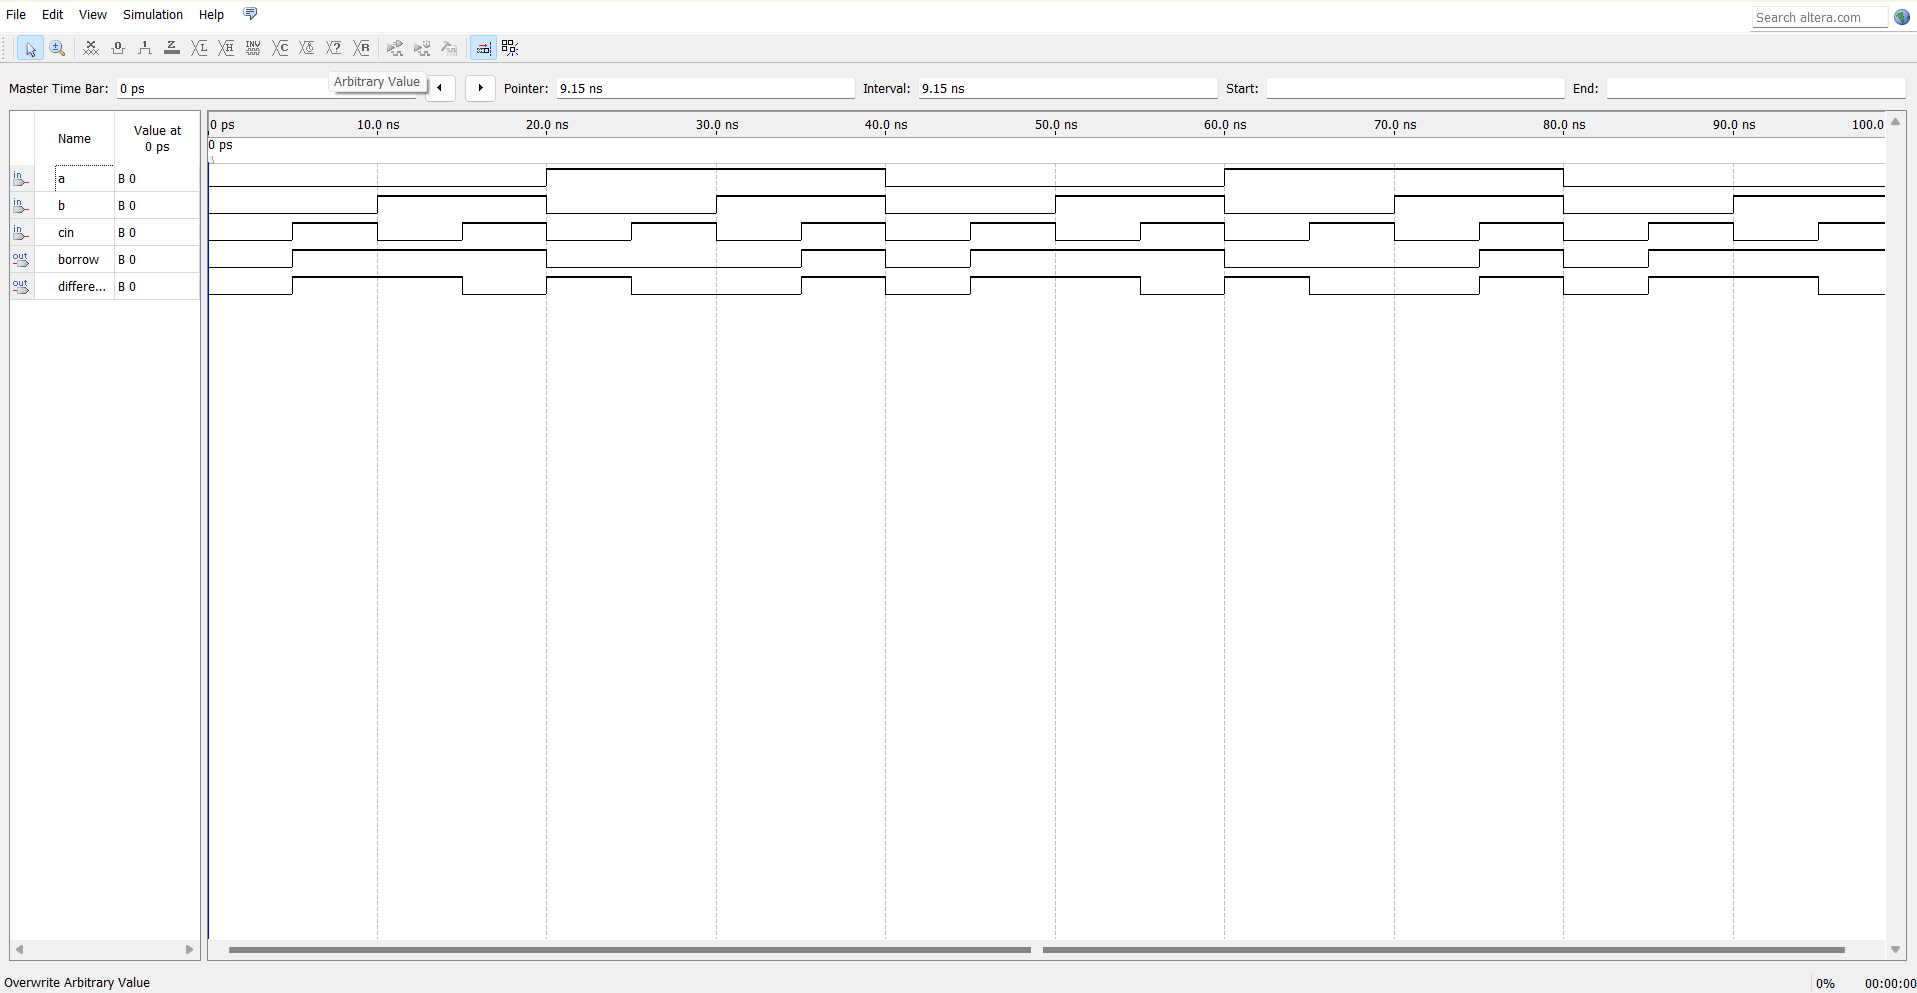 File Edit View Simulation Help
Search altera.com
Master Time Bar: 0 ps Arbitrary Value Pointer: 9.15 ns Interval: 9.15 ns Start: End:
Name Value at 0 ps
0 ps 10.0 ns 20.0 ns 30.0 ns 40.0 ns 50.0 ns 60.0 ns 70.0 ns 80.0 ns 90.0 ns 100.0
0 ps
in a B 0
in b B 0
in cin B 0
out borrow B 0
out differe... B 0
Overwrite Arbitrary Value 0% 00:00:00